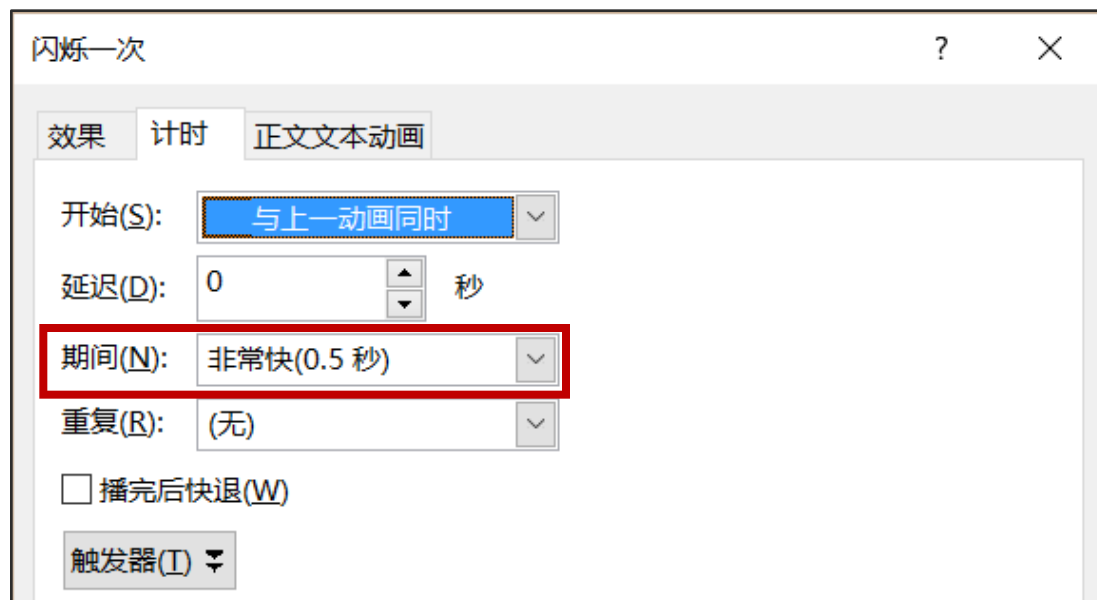 闪烁一次 ?
效果 计时 正文文本动画
开始(S): 与上一动画同时
延迟(D): 0 秒
期间(N): 非常快(0.5 秒)
重复(R): (无)
播完后快退(W)
触发器(T)